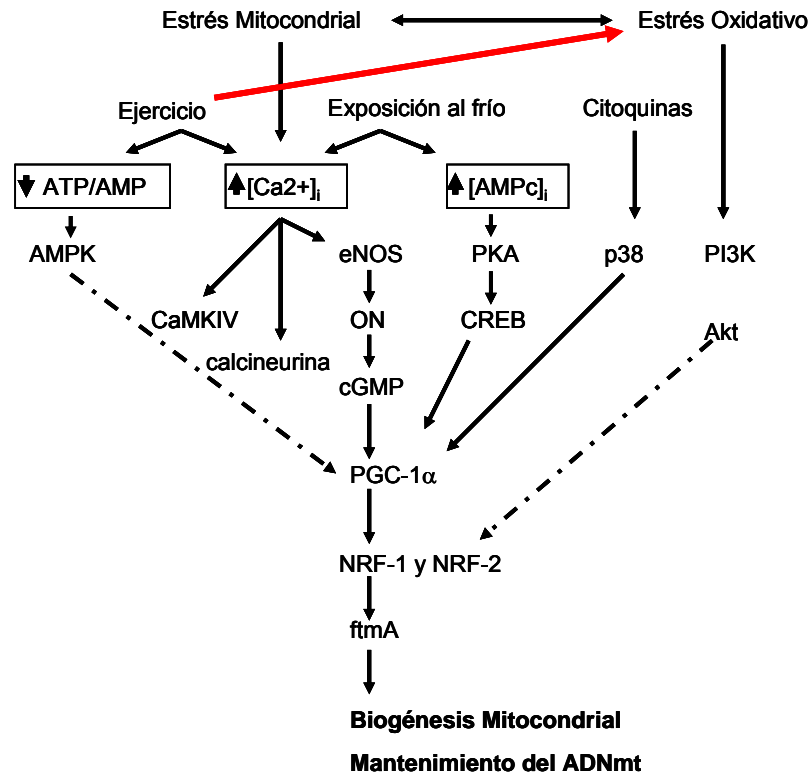 Estrés Mitocondrial
Estrés Oxidativo
Ejercicio
Exposición al frío
Citoquinas
ATP/AMP
[Ca2+]i
[AMPc]i
AMPK
eNOS
PKA
p38
PI3K
CaMKIV
ON
CREB
Akt
calcineurina
cGMP
PGC-1α
NRF-1 y NRF-2
ftmA
Biogénesis Mitocondrial
Mantenimiento del ADNmt